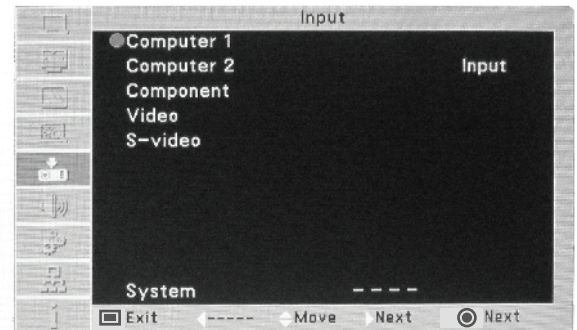 Input
Computer 1
Computer 2 Input
Component
Video
S-video
System ----
Exit ----- Move Next Next